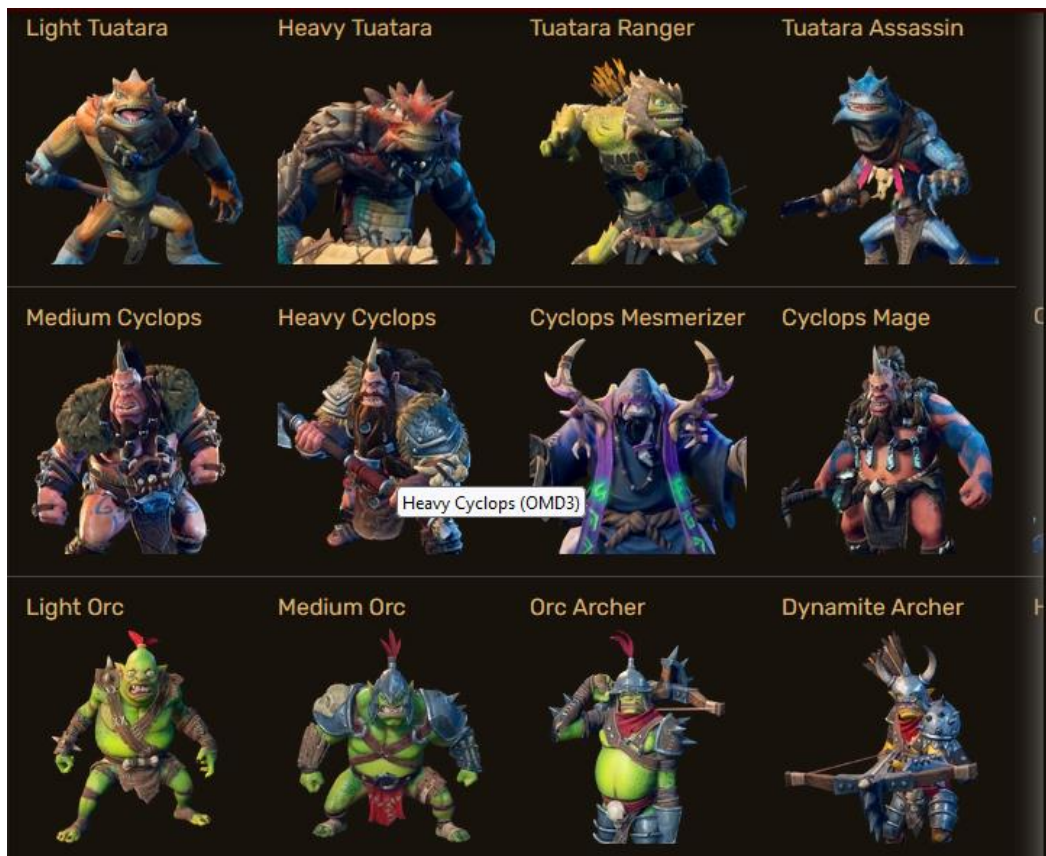 Light Tuatara
Heavy Tuatara
Tuatara Ranger
Tuatara Assassin
Medium Cyclops
Heavy Cyclops
Cyclops Mesmerizer
Cyclops Mage
Heavy Cyclops (OMD3)
Light Orc
Medium Orc
Orc Archer
Dynamite Archer